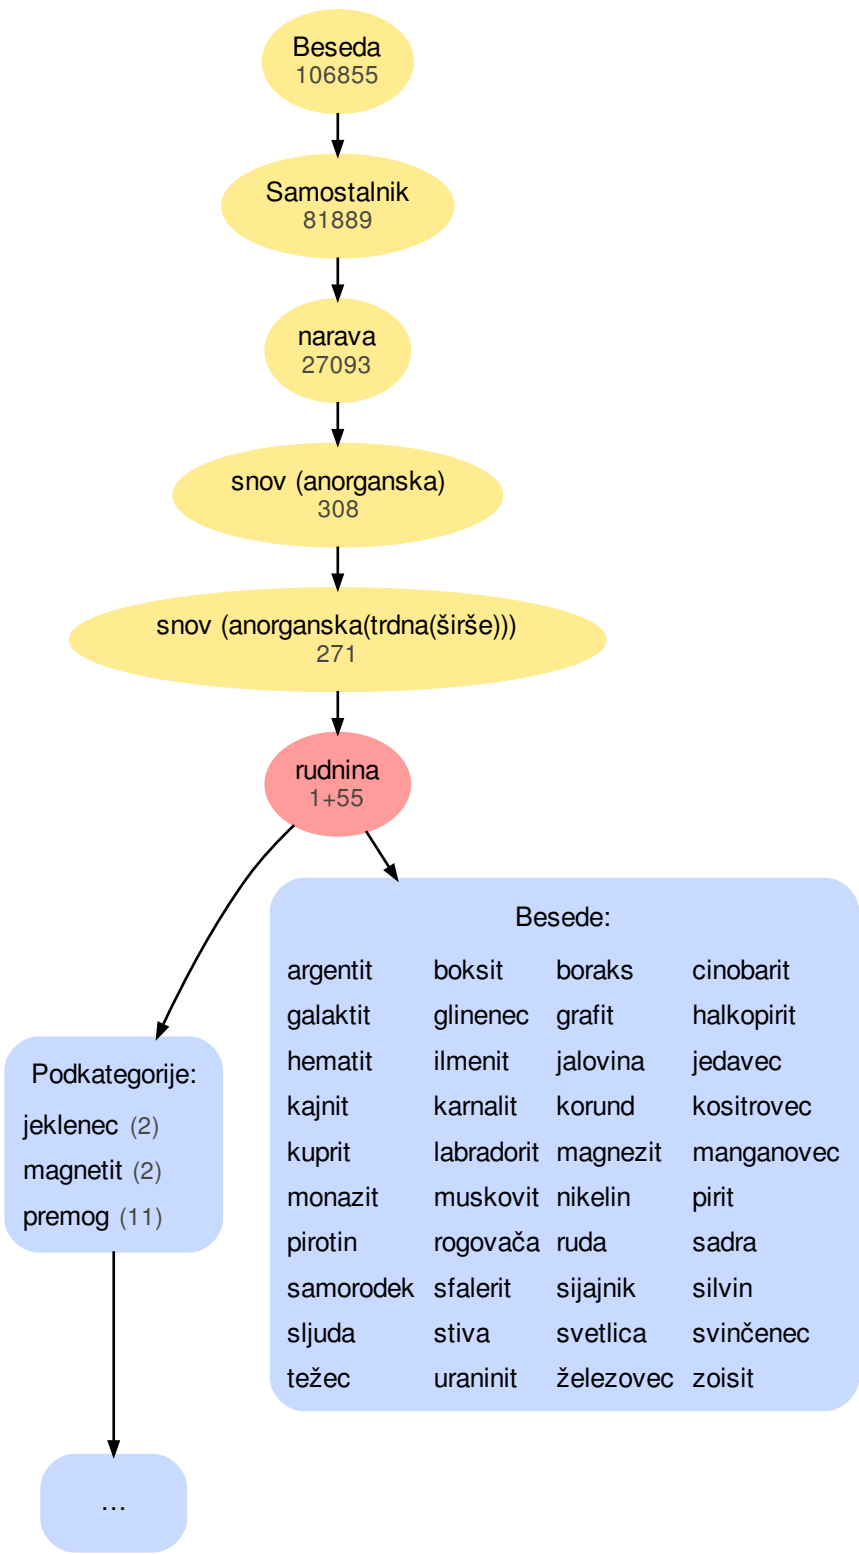 Beseda
106855
Samostalnik
81889
narava
27093
snov (anorganska)
308
snov (anorganska(trdna(širše)))
271
rudnina
1+55
Besede:
argentit boksit boraks cinobarit
galaktit glinenec grafit halkopirit
hematit ilmenit jalovina jedavec
kajnit karnalit korund kositrovec
kuprit labradorit magnezit manganovec
monazit muskovit nikelin pirit
pirotin rogovača ruda sadra
samorodek sfalerit sijajnik silvin
sljuda stiva svetlica svinčenec
težec uraninit železovec zoisit
Podkategorije:
jeklenec (2)
magnetit (2)
premog (11)
...